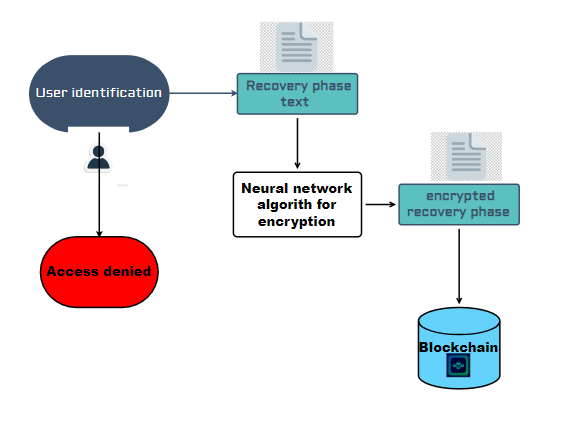 User identification
Recovery phase
text
Neural network
algorith for
encryption
encrypted
recovery phase
Access denied
Blockchain